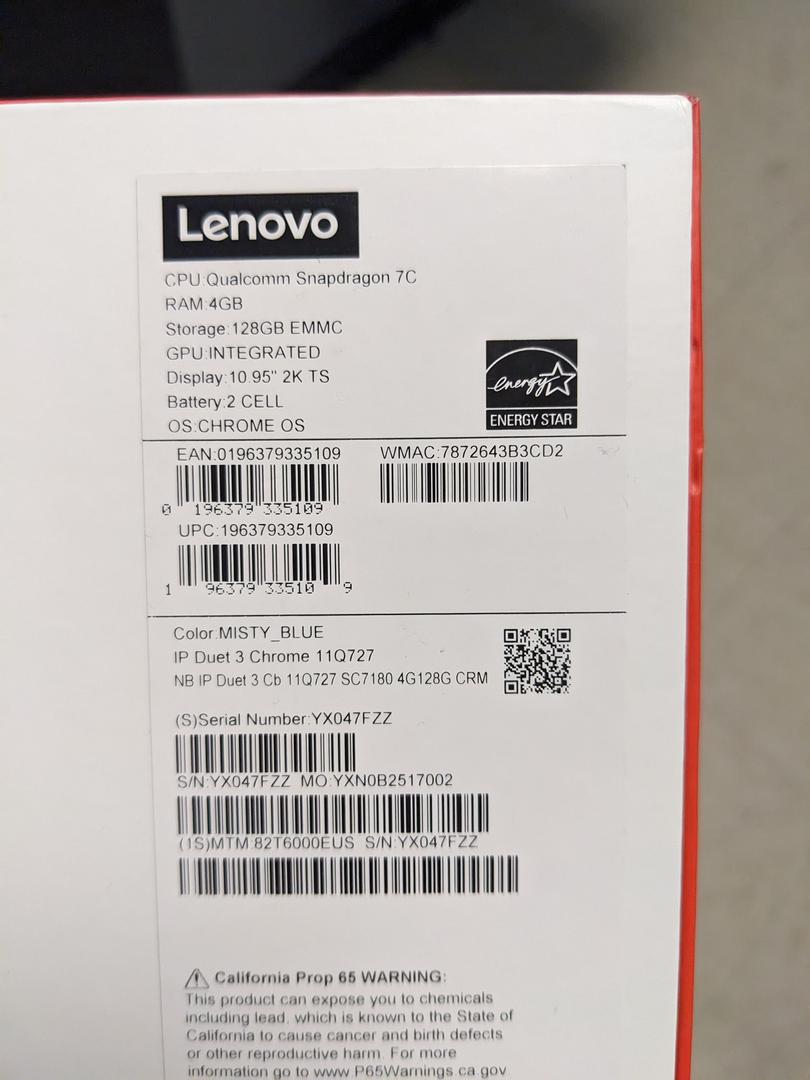 Lenovo
CPU:Qualcomm Snapdragon 7C
RAM:4GB
Storage:128GB EMMC
GPU:INTEGRATED
Display:10.95" 2K TS
Battery:2 CELL
OS:CHROME OS
energy
ENERGY STAR
EAN:0196379335109 WMAC:7872643B3CD2
0 196379 335109
UPC:196379335109
1 96379 33510 9
Color:MISTY_BLUE
IP Duet 3 Chrome 11Q727
NB IP Duet 3 Cb 11Q727 SC7180 4G128G CRM
(S)Serial Number:YX047FZZ
S/N:YX047FZZ MO:YXN0B2517002
(1S)MTM:82T6000EUS S/N:YX047FZZ
California Prop 65 WARNING:
This product can expose you to chemicals
including lead, which is known to the State of
California to cause cancer and birth defects
or other reproductive harm. For more
information go to www.P65Warnings.ca.gov